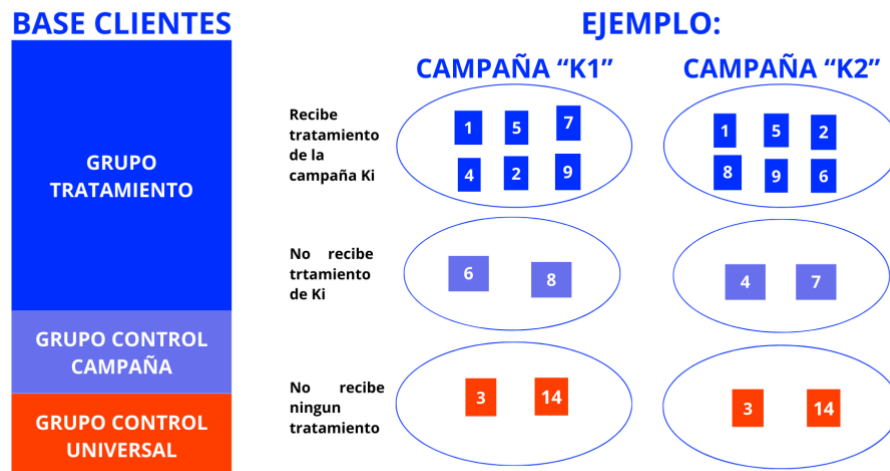 BASE CLIENTES
EJEMPLO:
CAMPAÑA “K1”
CAMPAÑA “K2”
GRUPO
TRATAMIENTO
Recibe
tratamiento
de la
campaña Ki
1 5 7
4 2 9
1 5 2
8 9 6
No recibe
trtamiento
de Ki
6 8
4 7
GRUPO CONTROL
CAMPAÑA
No recibe
ningun
tratamiento
3 14
3 14
GRUPO CONTROL
UNIVERSAL